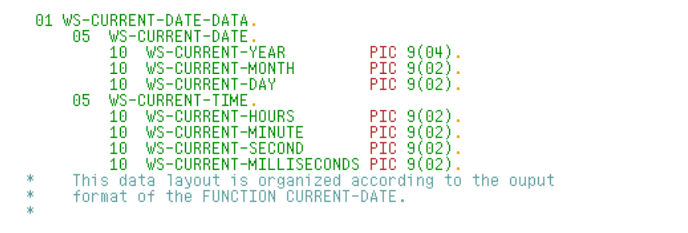 01 WS-CURRENT-DATE-DATA.
05 WS-CURRENT-DATE.
10 WS-CURRENT-YEAR PIC 9(04).
10 WS-CURRENT-MONTH PIC 9(02).
10 WS-CURRENT-DAY PIC 9(02).
05 WS-CURRENT-TIME.
10 WS-CURRENT-HOURS PIC 9(02).
10 WS-CURRENT-MINUTE PIC 9(02).
10 WS-CURRENT-SECOND PIC 9(02).
10 WS-CURRENT-MILLISECONDS PIC 9(02).
* This data layout is organized according to the ouput
* format of the FUNCTION CURRENT-DATE.
*